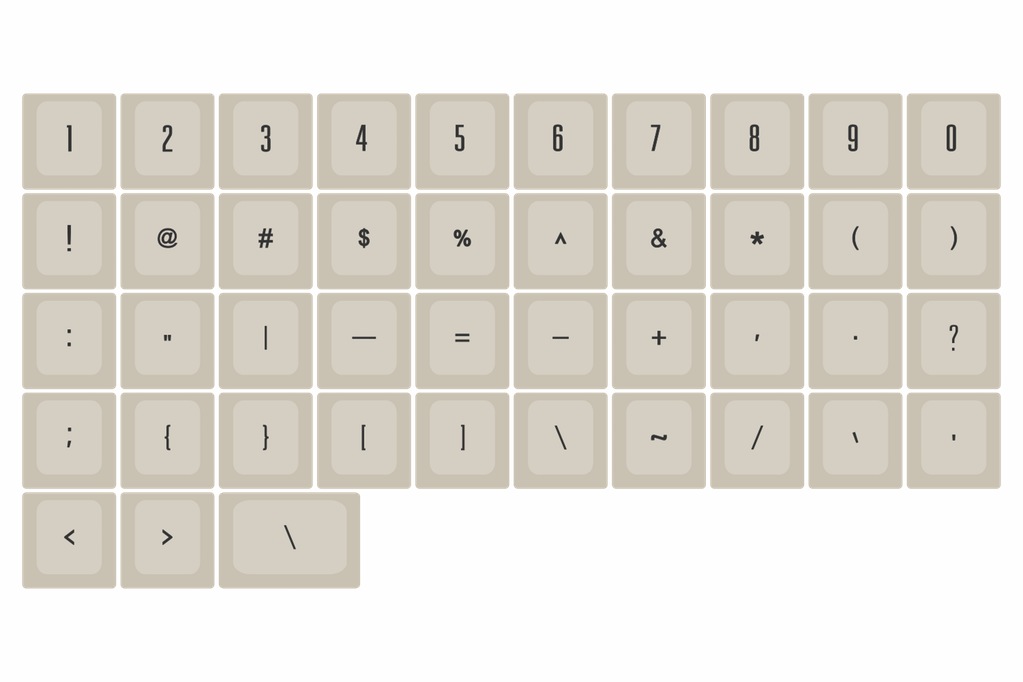 1 2 3 4 5 6 7 8 9 0
! @ # $ % ^ & * ( )
: " | — = – + , . ?
; { } [ ] \ ~ / ` '
< > \